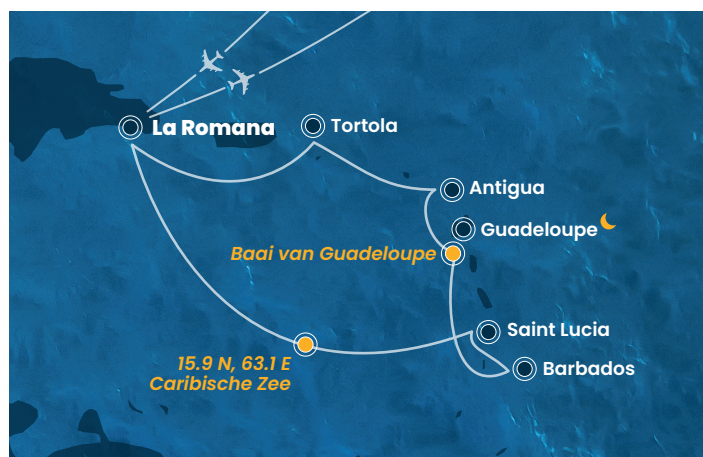 La Romana
Tortola
Antigua
Guadeloupe
Baai van Guadeloupe
Saint Lucia
15.9 N, 63.1 E
Caribische Zee
Barbados